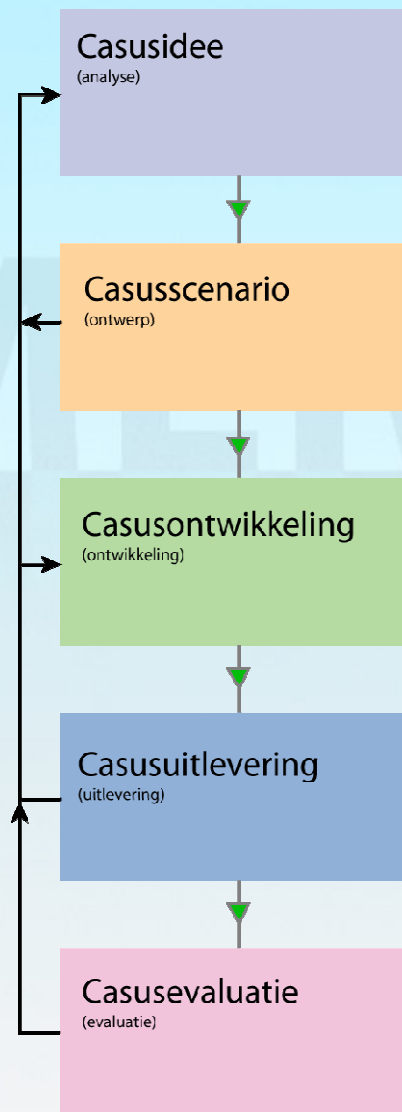 Casusidee
(analyse)
Casusscenario
(ontwerp)
Casusontwikkeling
(ontwikkeling)
Casusuitlevering
(uitlevering)
Casusevaluatie
(evaluatie)